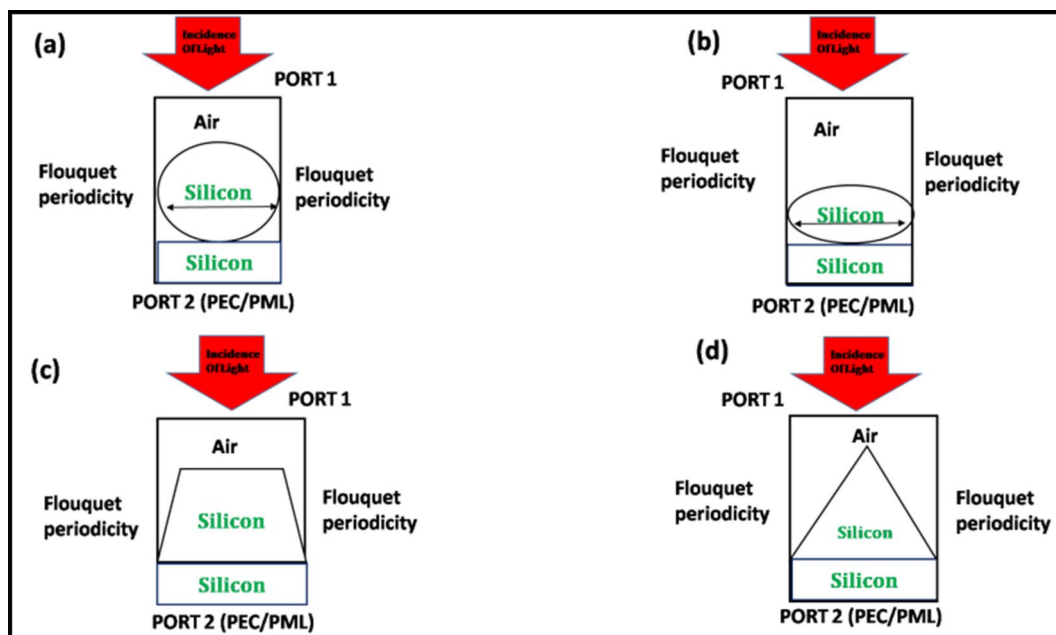 (a)
Incidence
Of Light
PORT 1
Air
Flouquet
periodicity
Silicon
Flouquet
periodicity
Silicon
PORT 2 (PEC/PML)
(b)
Incidence
Of Light
PORT 1
Air
Flouquet
periodicity
Silicon
Flouquet
periodicity
Silicon
PORT 2 (PEC/PML)
(c)
Incidence
Of Light
PORT 1
Air
Flouquet
periodicity
Silicon
Flouquet
periodicity
Silicon
PORT 2 (PEC/PML)
(d)
Incidence
Of Light
PORT 1
Air
Flouquet
periodicity
Silicon
Flouquet
periodicity
Silicon
PORT 2 (PEC/PML)